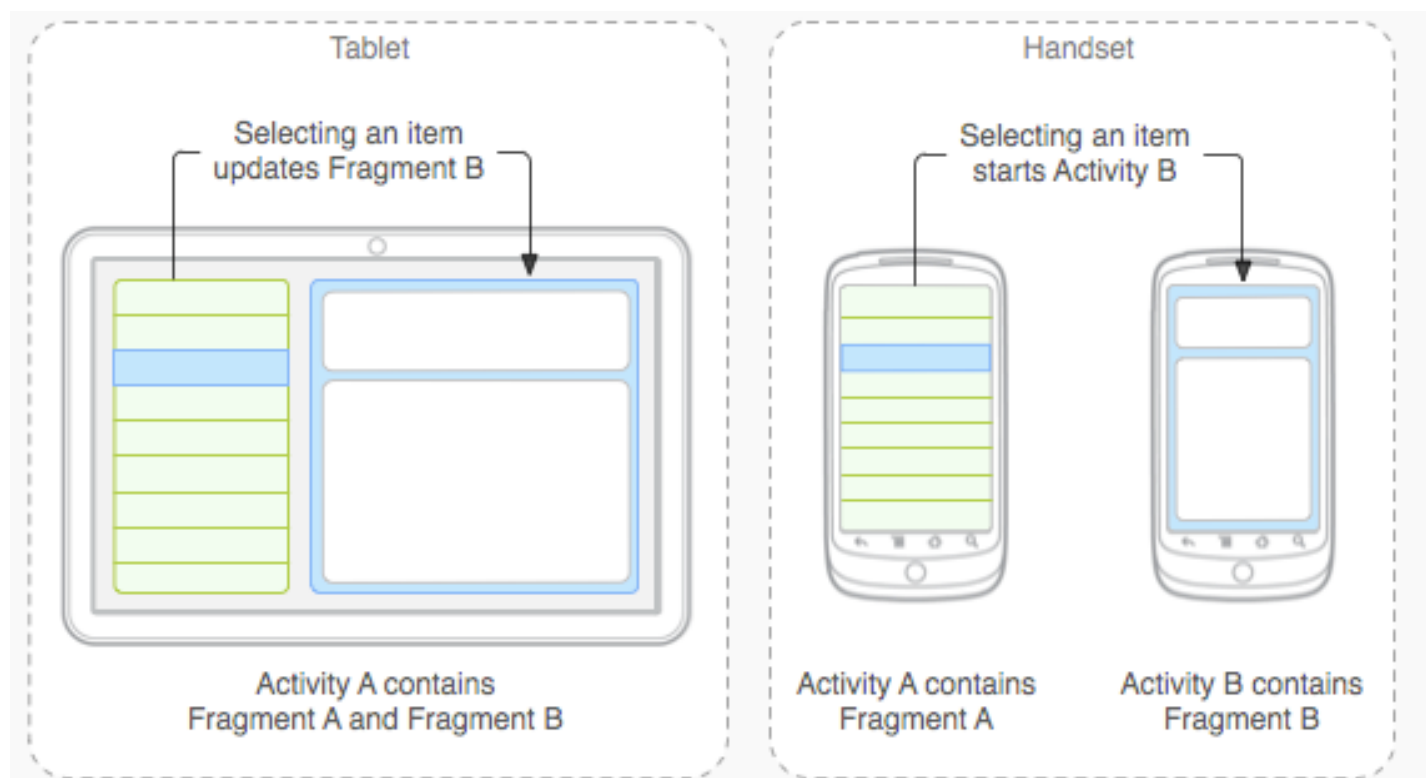 Tablet
Selecting an item
updates Fragment B
Activity A contains
Fragment A and Fragment B
Handset
Selecting an item
starts Activity B
Activity A contains
Fragment A
Activity B contains
Fragment B